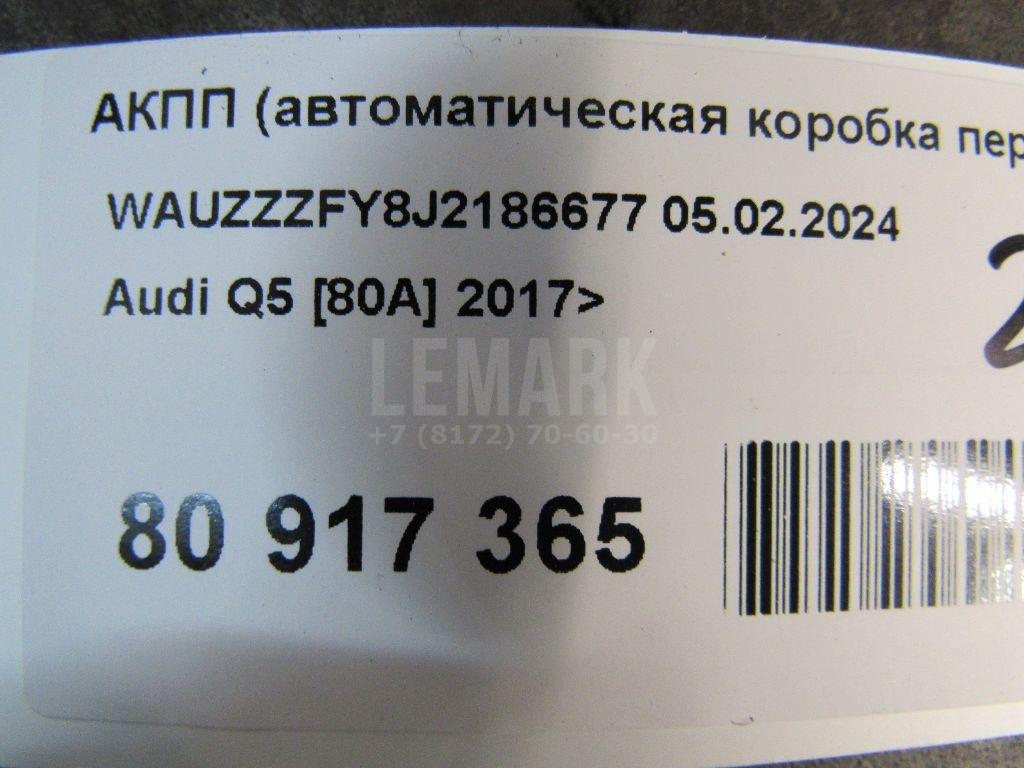 АКПП (автоматическая коробка пер
WAUZZZFY8J2186677 05.02.2024
Audi Q5 [80A] 2017>
2
LEMARK
+7 (8172) 70-60-30
80 917 365